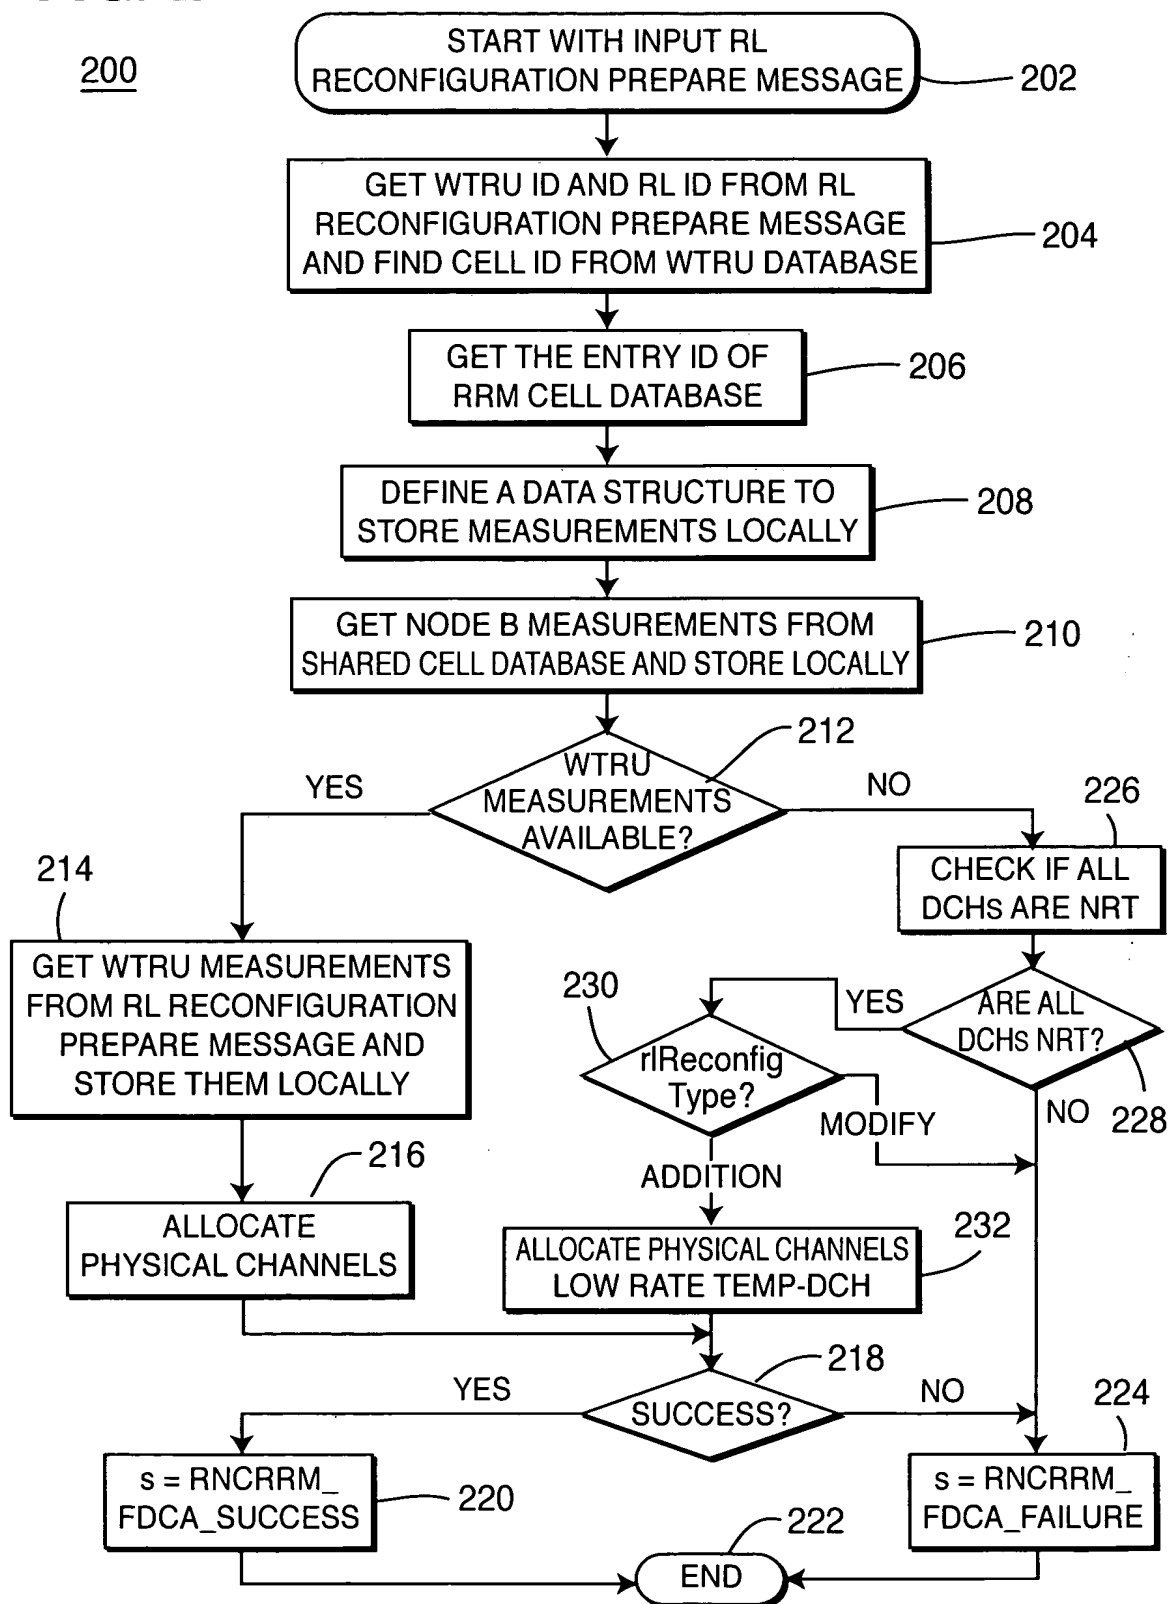 200
START WITH INPUT RL
RECONFIGURATION PREPARE MESSAGE
202
GET WTRU ID AND RL ID FROM RL
RECONFIGURATION PREPARE MESSAGE
AND FIND CELL ID FROM WTRU DATABASE
204
GET THE ENTRY ID OF
RRM CELL DATABASE
206
DEFINE A DATA STRUCTURE TO
STORE MEASUREMENTS LOCALLY
208
GET NODE B MEASUREMENTS FROM
SHARED CELL DATABASE AND STORE LOCALLY
210
212
WTRU
MEASUREMENTS
AVAILABLE?
YES
NO
214
GET WTRU MEASUREMENTS
FROM RL RECONFIGURATION
PREPARE MESSAGE AND
STORE THEM LOCALLY
226
CHECK IF ALL
DCHs ARE NRT
ARE ALL
DCHs NRT?
228
YES
NO
230
rlReconfig
Type?
MODIFY
ADDITION
216
ALLOCATE
PHYSICAL CHANNELS
232
ALLOCATE PHYSICAL CHANNELS
LOW RATE TEMP-DCH
218
SUCCESS?
YES
NO
s = RNCRRM_
FDCA_SUCCESS
220
224
s = RNCRRM_
FDCA_FAILURE
222
END